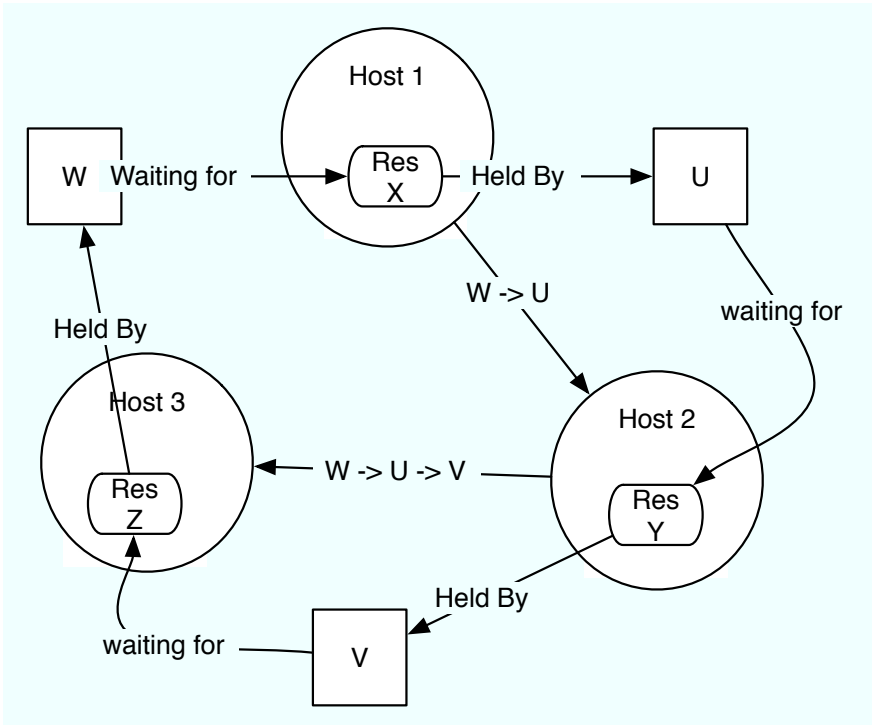 Host 1
W
Waiting for
Res
X
Held By
U
W -> U
waiting for
Held By
Host 3
Host 2
W -> U -> V
Res
Z
Res
Y
Held By
waiting for
V